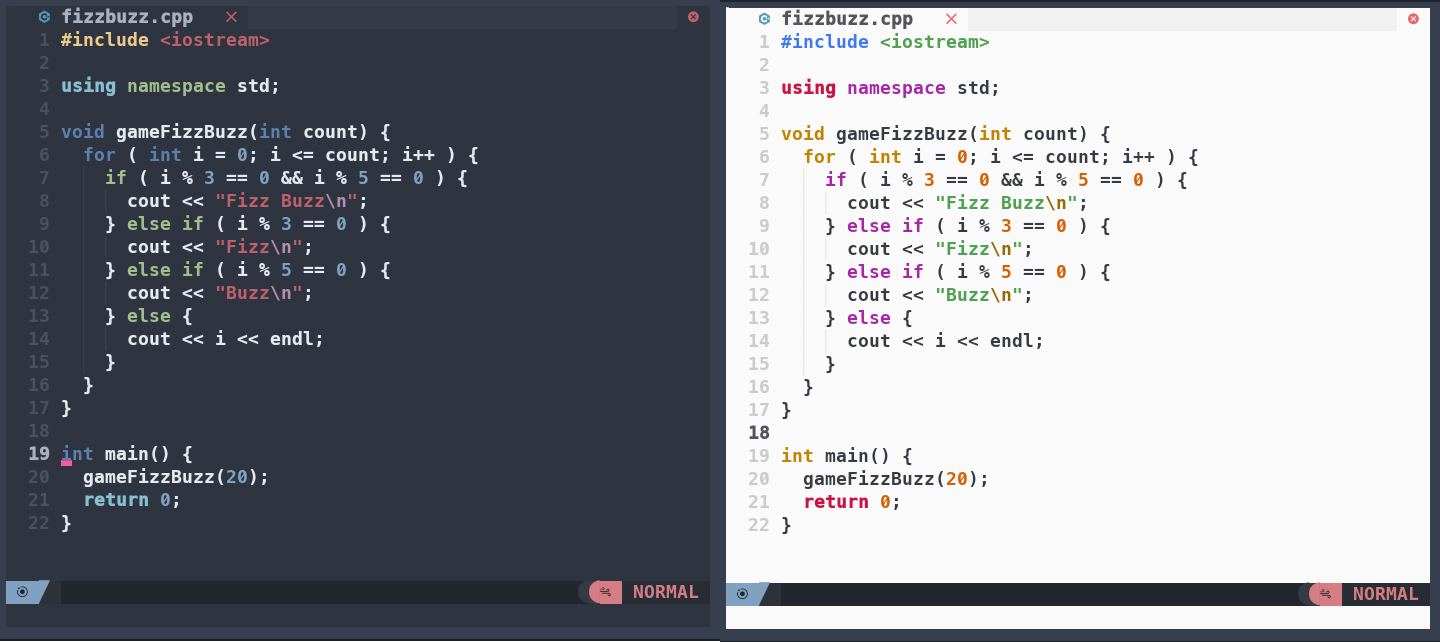 fizzbuzz.cpp
1 #include <iostream>
2
3 using namespace std;
4
5 void gameFizzBuzz(int count) {
6   for ( int i = 0; i <= count; i++ ) {
7     if ( i % 3 == 0 && i % 5 == 0 ) {
8       cout << "Fizz Buzz\n";
9     } else if ( i % 3 == 0 ) {
10       cout << "Fizz\n";
11     } else if ( i % 5 == 0 ) {
12       cout << "Buzz\n";
13     } else {
14       cout << i << endl;
15     }
16   }
17 }
18
19 int main() {
20   gameFizzBuzz(20);
21   return 0;
22 }
NORMAL
fizzbuzz.cpp
1 #include <iostream>
2
3 using namespace std;
4
5 void gameFizzBuzz(int count) {
6   for ( int i = 0; i <= count; i++ ) {
7     if ( i % 3 == 0 && i % 5 == 0 ) {
8       cout << "Fizz Buzz\n";
9     } else if ( i % 3 == 0 ) {
10       cout << "Fizz\n";
11     } else if ( i % 5 == 0 ) {
12       cout << "Buzz\n";
13     } else {
14       cout << i << endl;
15     }
16   }
17 }
18
19 int main() {
20   gameFizzBuzz(20);
21   return 0;
22 }
NORMAL